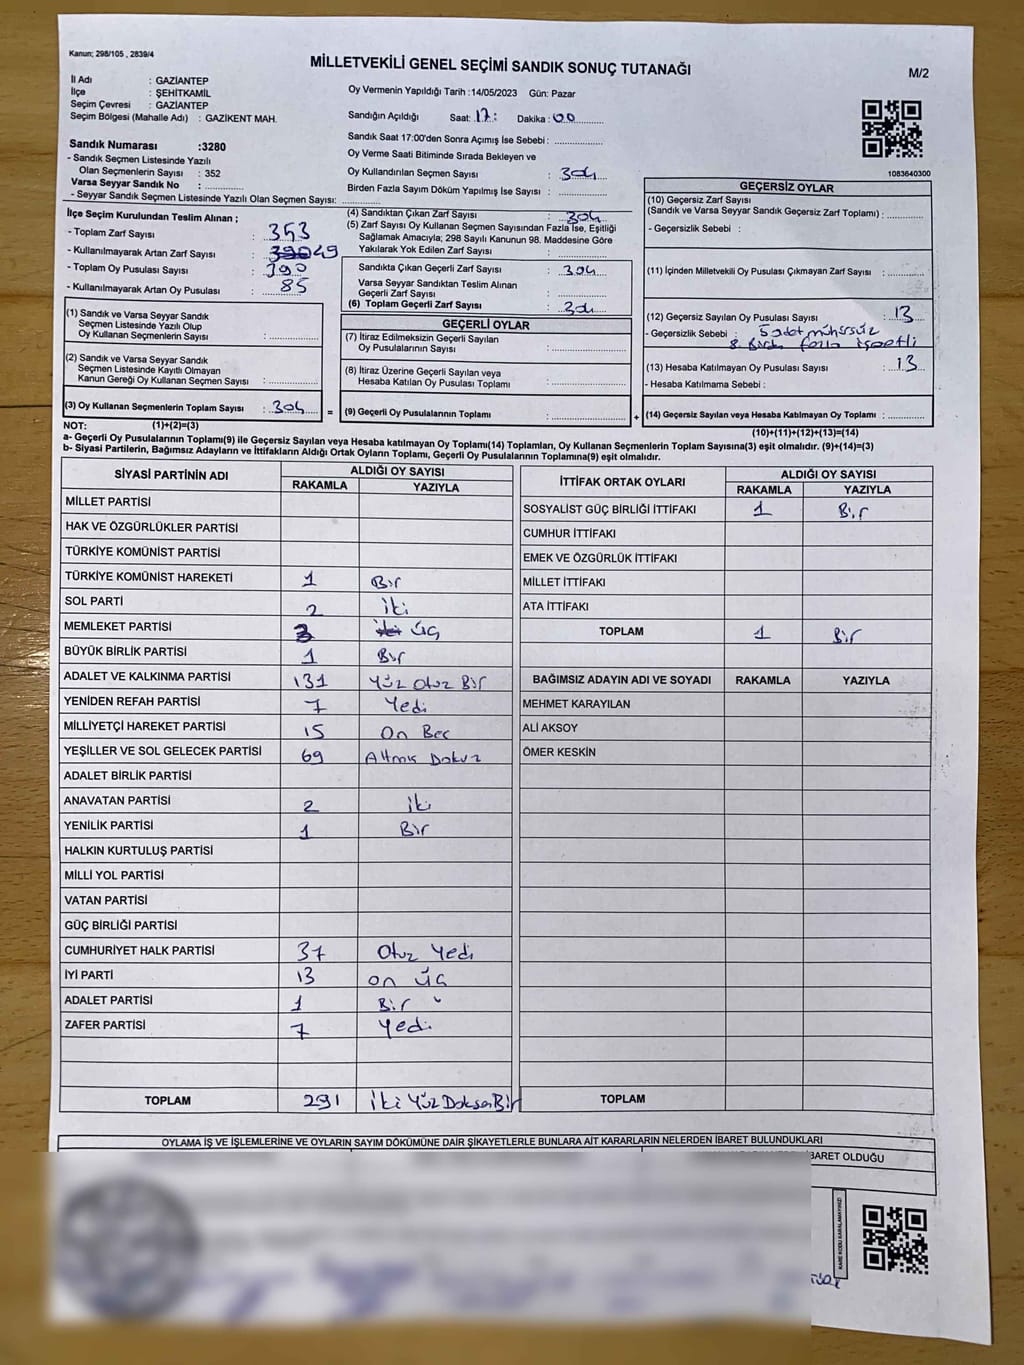 Kanun; 298/105 , 2839/4
MİLLETVEKİLİ GENEL SEÇİMİ SANDIK SONUÇ TUTANAĞI
M/2
İl Adı : GAZİANTEP
İlçe : ŞEHİTKAMİL
Seçim Çevresi : GAZİANTEP
Seçim Bölgesi (Mahalle Adı) : GAZİKENT MAH.
Sandık Numarası :3280
- Sandık Seçmen Listesinde Yazılı
Olan Seçmenlerin Sayısı : 352
Varsa Seyyar Sandık No : ..............
- Seyyar Sandık Seçmen Listesinde Yazılı Olan Seçmen Sayısı: ..............
Oy Vermenin Yapıldığı Tarih :14/05/2023 Gün: Pazar
Sandığın Açıldığı Saat: 17: Dakika : 00
Sandık Saat 17:00'den Sonra Açımış İse Sebebi : ..............
Oy Verme Saati Bitiminde Sırada Bekleyen ve
Oy Kullandırılan Seçmen Sayısı : 304
Birden Fazla Sayım Döküm Yapılmış İse Sayısı : ..............
1083640300
İlçe Seçim Kurulundan Teslim Alınan ;
- Toplam Zarf Sayısı : 353
- Kullanılmayarak Artan Zarf Sayısı : 49
- Toplam Oy Pusulası Sayısı : 390
- Kullanılmayarak Artan Oy Pusulası : 85
(1) Sandık ve Varsa Seyyar Sandık
Seçmen Listesinde Yazılı Olup
Oy Kullanan Seçmenlerin Sayısı : ..............
(2) Sandık ve Varsa Seyyar Sandık
Seçmen Listesinde Kayıtlı Olmayan
Kanun Gereği Oy Kullanan Seçmen Sayısı : ..............
(3) Oy Kullanan Seçmenlerin Toplam Sayısı : 304
(4) Sandıktan Çıkan Zarf Sayısı : 304
(5) Zarf Sayısı Oy Kullanan Seçmen Sayısından Fazla İse, Eşitliği
Sağlamak Amacıyla; 298 Sayılı Kanunun 98. Maddesine Göre
Yakılarak Yok Edilen Zarf Sayısı : ..............
Sandıkta Çıkan Geçerli Zarf Sayısı : 304
Varsa Seyyar Sandıktan Teslim Alınan
Geçerli Zarf Sayısı : ..............
(6) Toplam Geçerli Zarf Sayısı : 304
GEÇERLİ OYLAR
(7) İtiraz Edilmeksizin Geçerli Sayılan
Oy Pusulalarının Sayısı : ..............
(8) İtiraz Üzerine Geçerli Sayılan veya
Hesaba Katılan Oy Pusulası Toplamı : ..............
= (9) Geçerli Oy Pusulalarının Toplamı : ..............
GEÇERSİZ OYLAR
(10) Geçersiz Zarf Sayısı
(Sandık ve Varsa Seyyar Sandık Geçersiz Zarf Toplamı) : ..............
- Geçersizlik Sebebi :
(11) İçinden Milletvekili Oy Pusulası Çıkmayan Zarf Sayısı : ..............
(12) Geçersiz Sayılan Oy Pusulası Sayısı : 13
- Geçersizlik Sebebi : 5 adet mühürsüz
8 Birden fazla işaretli
(13) Hesaba Katılmayan Oy Pusulası Sayısı : 13
- Hesaba Katılmama Sebebi :
+ (14) Geçersiz Sayılan veya Hesaba Katılmayan Oy Toplamı : ..............
NOT: (1)+(2)=(3)
(10)+(11)+(12)+(13)=(14)
a- Geçerli Oy Pusulalarının Toplamı(9) ile Geçersiz Sayılan veya Hesaba katılmayan Oy Toplamı(14) Toplamları, Oy Kullanan Seçmenlerin Toplam Sayısına(3) eşit olmalıdır. (9)+(14)=(3)
b- Siyasi Partilerin, Bağımsız Adayların ve İttifakların Aldığı Ortak Oyların Toplamı, Geçerli Oy Pusulalarının Toplamına(9) eşit olmalıdır.
SİYASİ PARTİNİN ADI ALDIĞI OY SAYISI
RAKAMLA YAZIYLA
MİLLET PARTİSİ
HAK VE ÖZGÜRLÜKLER PARTİSİ
TÜRKİYE KOMÜNİST PARTİSİ
TÜRKİYE KOMÜNİST HAREKETİ 1 Bir
SOL PARTİ 2 iki
MEMLEKET PARTİSİ 3 iki üç
BÜYÜK BİRLİK PARTİSİ 1 Bir
ADALET VE KALKINMA PARTİSİ 131 Yüz Otuz Bir
YENİDEN REFAH PARTİSİ 7 Yedi
MİLLİYETÇİ HAREKET PARTİSİ 15 On Beş
YEŞİLLER VE SOL GELECEK PARTİSİ 69 Altmış Dokuz
ADALET BİRLİK PARTİSİ
ANAVATAN PARTİSİ 2 iki
YENİLİK PARTİSİ 1 Bir
HALKIN KURTULUŞ PARTİSİ
MİLLİ YOL PARTİSİ
VATAN PARTİSİ
GÜÇ BİRLİĞİ PARTİSİ
CUMHURİYET HALK PARTİSİ 37 Otuz Yedi
İYİ PARTİ 13 on üç
ADALET PARTİSİ 1 Bir
ZAFER PARTİSİ 7 Yedi
TOPLAM 291 İki Yüz Doksan Bir
İTTİFAK ORTAK OYLARI ALDIĞI OY SAYISI
RAKAMLA YAZIYLA
SOSYALİST GÜÇ BİRLİĞİ İTTİFAKI 1 Bir
CUMHUR İTTİFAKI
EMEK VE ÖZGÜRLÜK İTTİFAKI
MİLLET İTTİFAKI
ATA İTTİFAKI
TOPLAM 1 Bir
BAĞIMSIZ ADAYIN ADI VE SOYADI RAKAMLA YAZIYLA
MEHMET KARAYILAN
ALİ AKSOY
ÖMER KESKİN
TOPLAM
OYLAMA İŞ VE İŞLEMLERİNE VE OYLARIN SAYIM DÖKÜMÜNE DAİR ŞİKAYETLERLE BUNLARA AİT KARARLARIN NELERDEN İBARET BULUNDUKLARI
İBARET OLDUĞU
KARE KODU KARALAMAYINIZ!